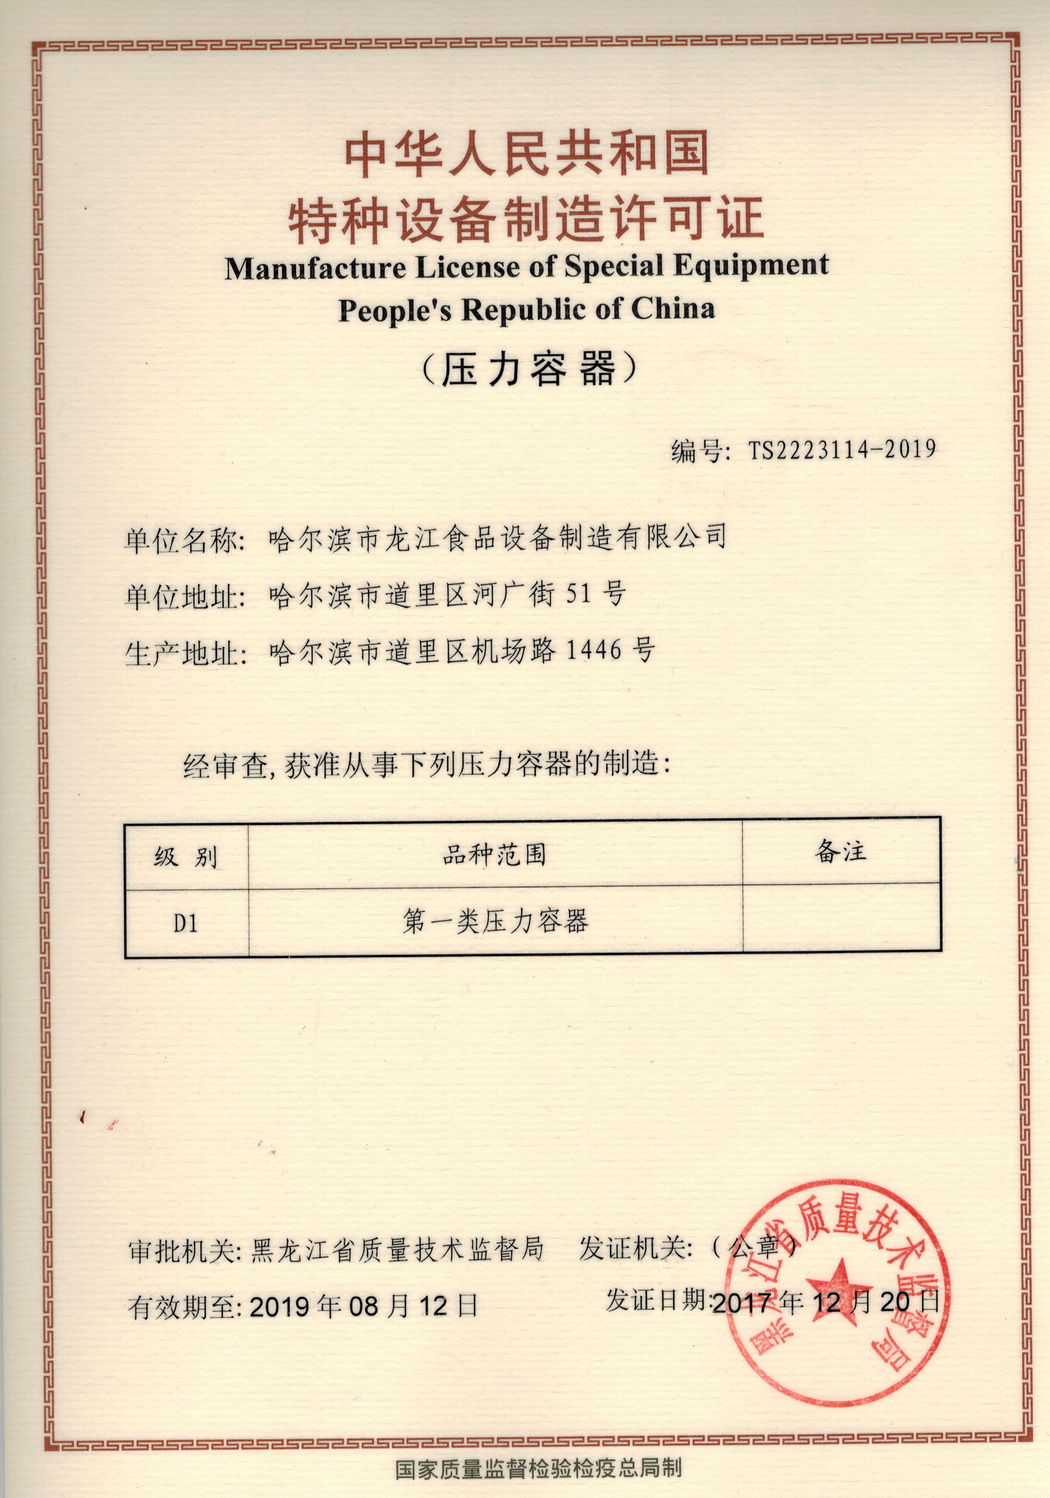 中华人民共和国
特种设备制造许可证
Manufacture License of Special Equipment
People's Republic of China
（压力容器）
编号: TS2223114-2019
单位名称: 哈尔滨市龙江食品设备制造有限公司
单位地址: 哈尔滨市道里区河广街 51 号
生产地址: 哈尔滨市道里区机场路 1446 号
经审查, 获准从事下列压力容器的制造:
级 别 品种范围 备注
D1 第一类压力容器
审批机关: 黑龙江省质量技术监督局 发证机关: （公章）
有效期至: 2019 年 08 月 12 日 发证日期: 2017 年 12 月 20 日
黑龙江省质量技术监督局
国家质量监督检验检疫总局制